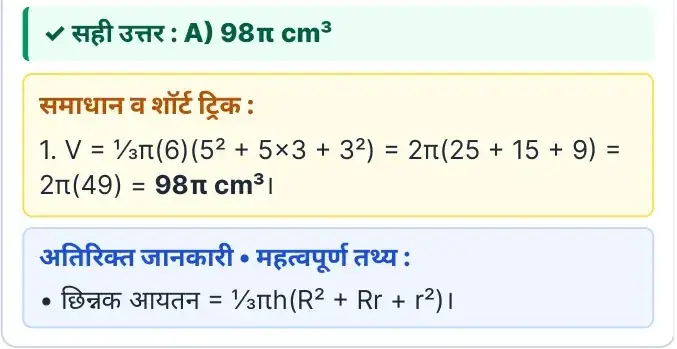 ✓ सही उत्तर : A) 98π cm³
समाधान व शॉर्ट ट्रिक :
1. V = ⅓π(6)(5² + 5×3 + 3²) = 2π(25 + 15 + 9) =
2π(49) = 98π cm³।
अतिरिक्त जानकारी • महत्वपूर्ण तथ्य :
• छिन्नक आयतन = ⅓πh(R² + Rr + r²)।